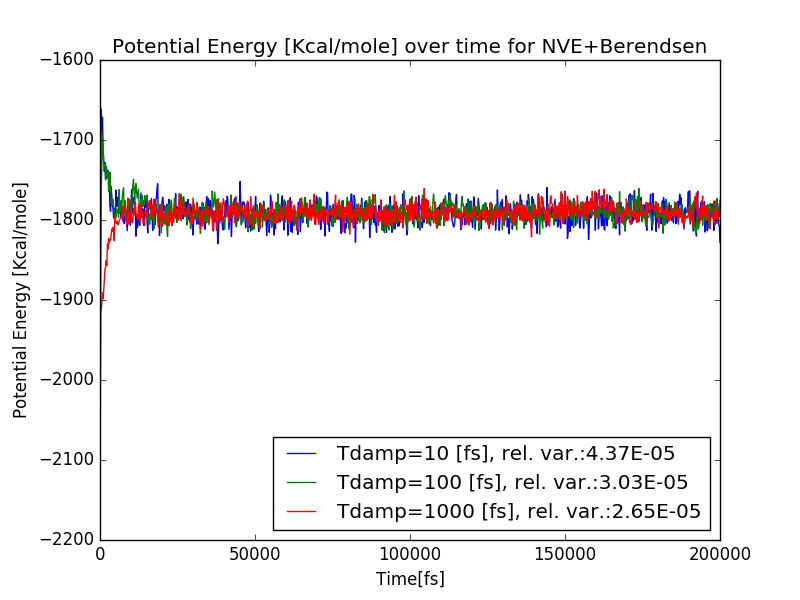 Potential Energy [Kcal/mole] over time for NVE+Berendsen
−1600
−1700
−1800
−1900
−2000
−2100
−2200
Potential Energy [Kcal/mole]
Tdamp=10 [fs], rel. var.:4.37E-05
Tdamp=100 [fs], rel. var.:3.03E-05
Tdamp=1000 [fs], rel. var.:2.65E-05
0 50000 100000 150000 200000
Time[fs]